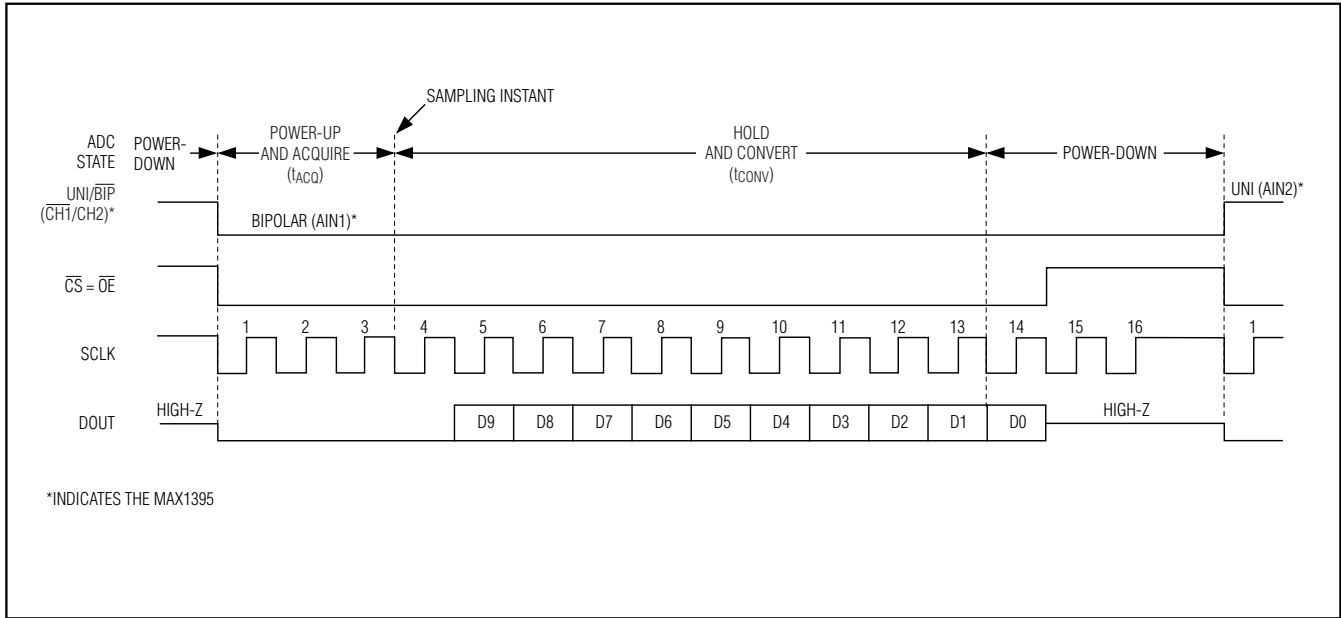 SAMPLING INSTANT
ADC STATE
POWER-DOWN
POWER-UP AND ACQUIRE (tACQ)
HOLD AND CONVERT (tCONV)
POWER-DOWN
UNI/BIP (CH1/CH2)*
BIPOLAR (AIN1)*
UNI (AIN2)*
CS = OE
SCLK
1 2 3 4 5 6 7 8 9 10 11 12 13 14 15 16 1
DOUT
HIGH-Z
D9 D8 D7 D6 D5 D4 D3 D2 D1 D0
HIGH-Z
*INDICATES THE MAX1395